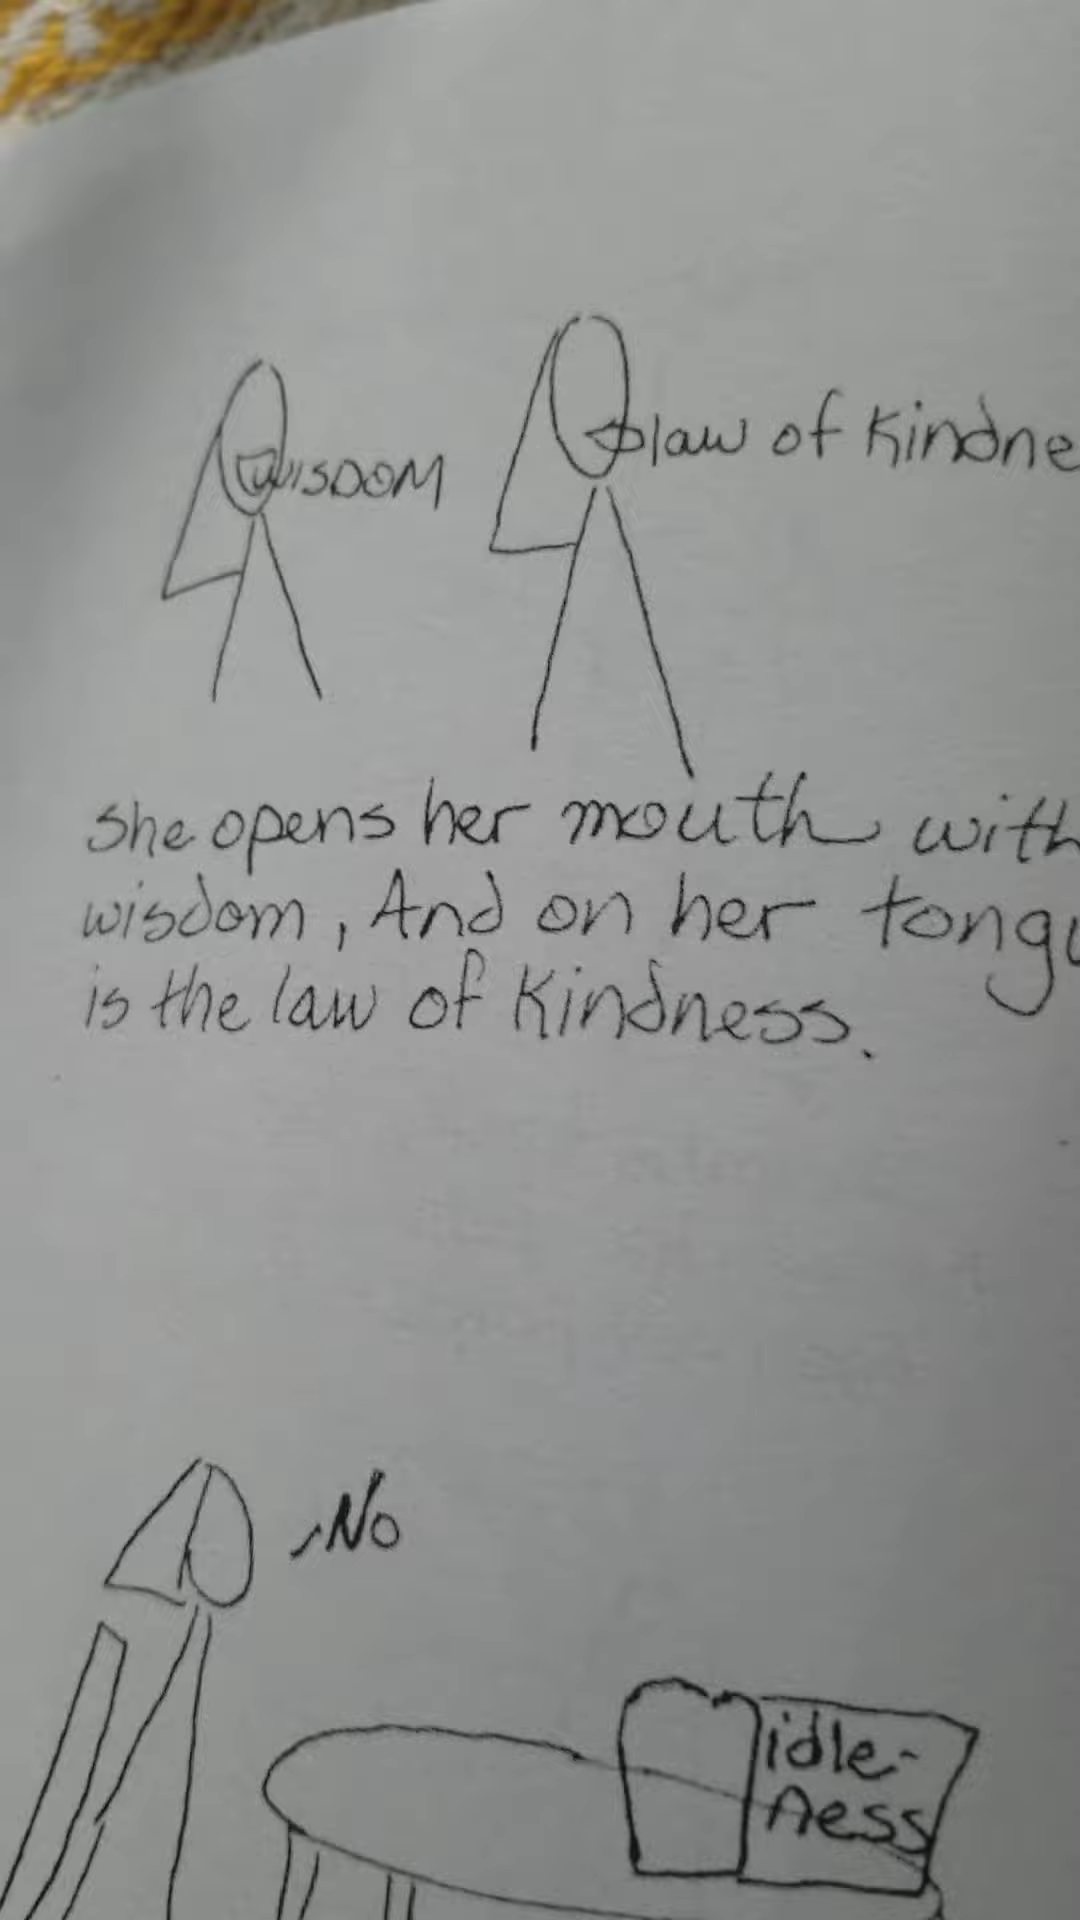 WISDOM
law of Kindne
She opens her mouth with
wisdom, And on her tongu
is the law of Kindness.
No
idle-
ness